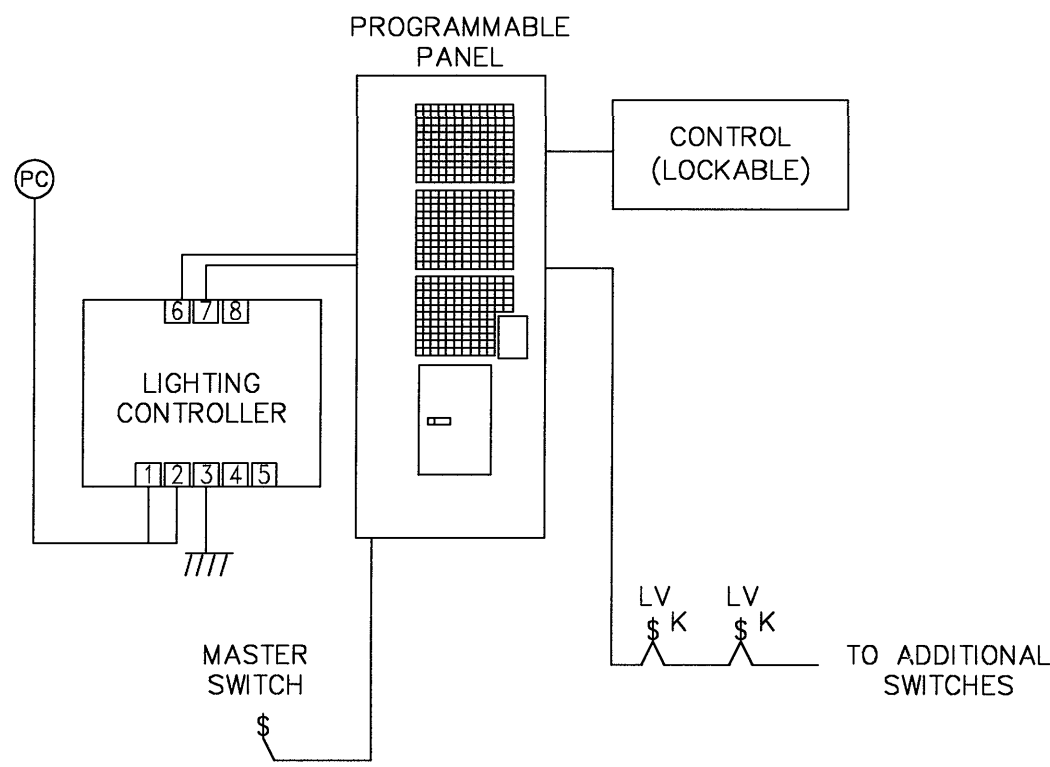 PROGRAMMABLE
PANEL
CONTROL
(LOCKABLE)
PC
6 7 8
LIGHTING
CONTROLLER
1 2 3 4 5
LV LV
$ K $ K
MASTER
SWITCH
$
TO ADDITIONAL
SWITCHES